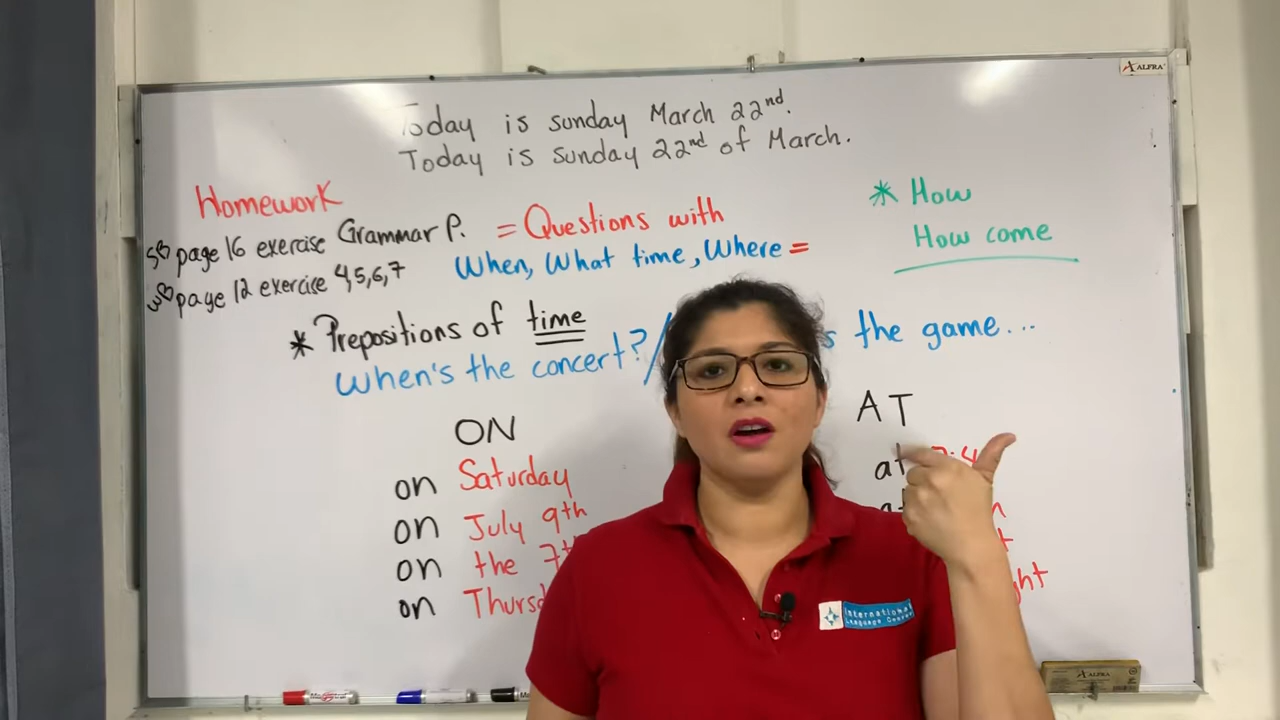 ALFRA
Today is sunday March 22nd.
Today is Sunday 22nd of March.
Homework
page 16 exercise Grammar P.
page 12 exercise 4,5,6,7
= Questions with
When, What time, Where =
* How
How come
* Prepositions of time
When's the concert? / s the game...
ON
on Saturday
on July 9th
on the 7th
on Thursd
AT
at
International
Language Center